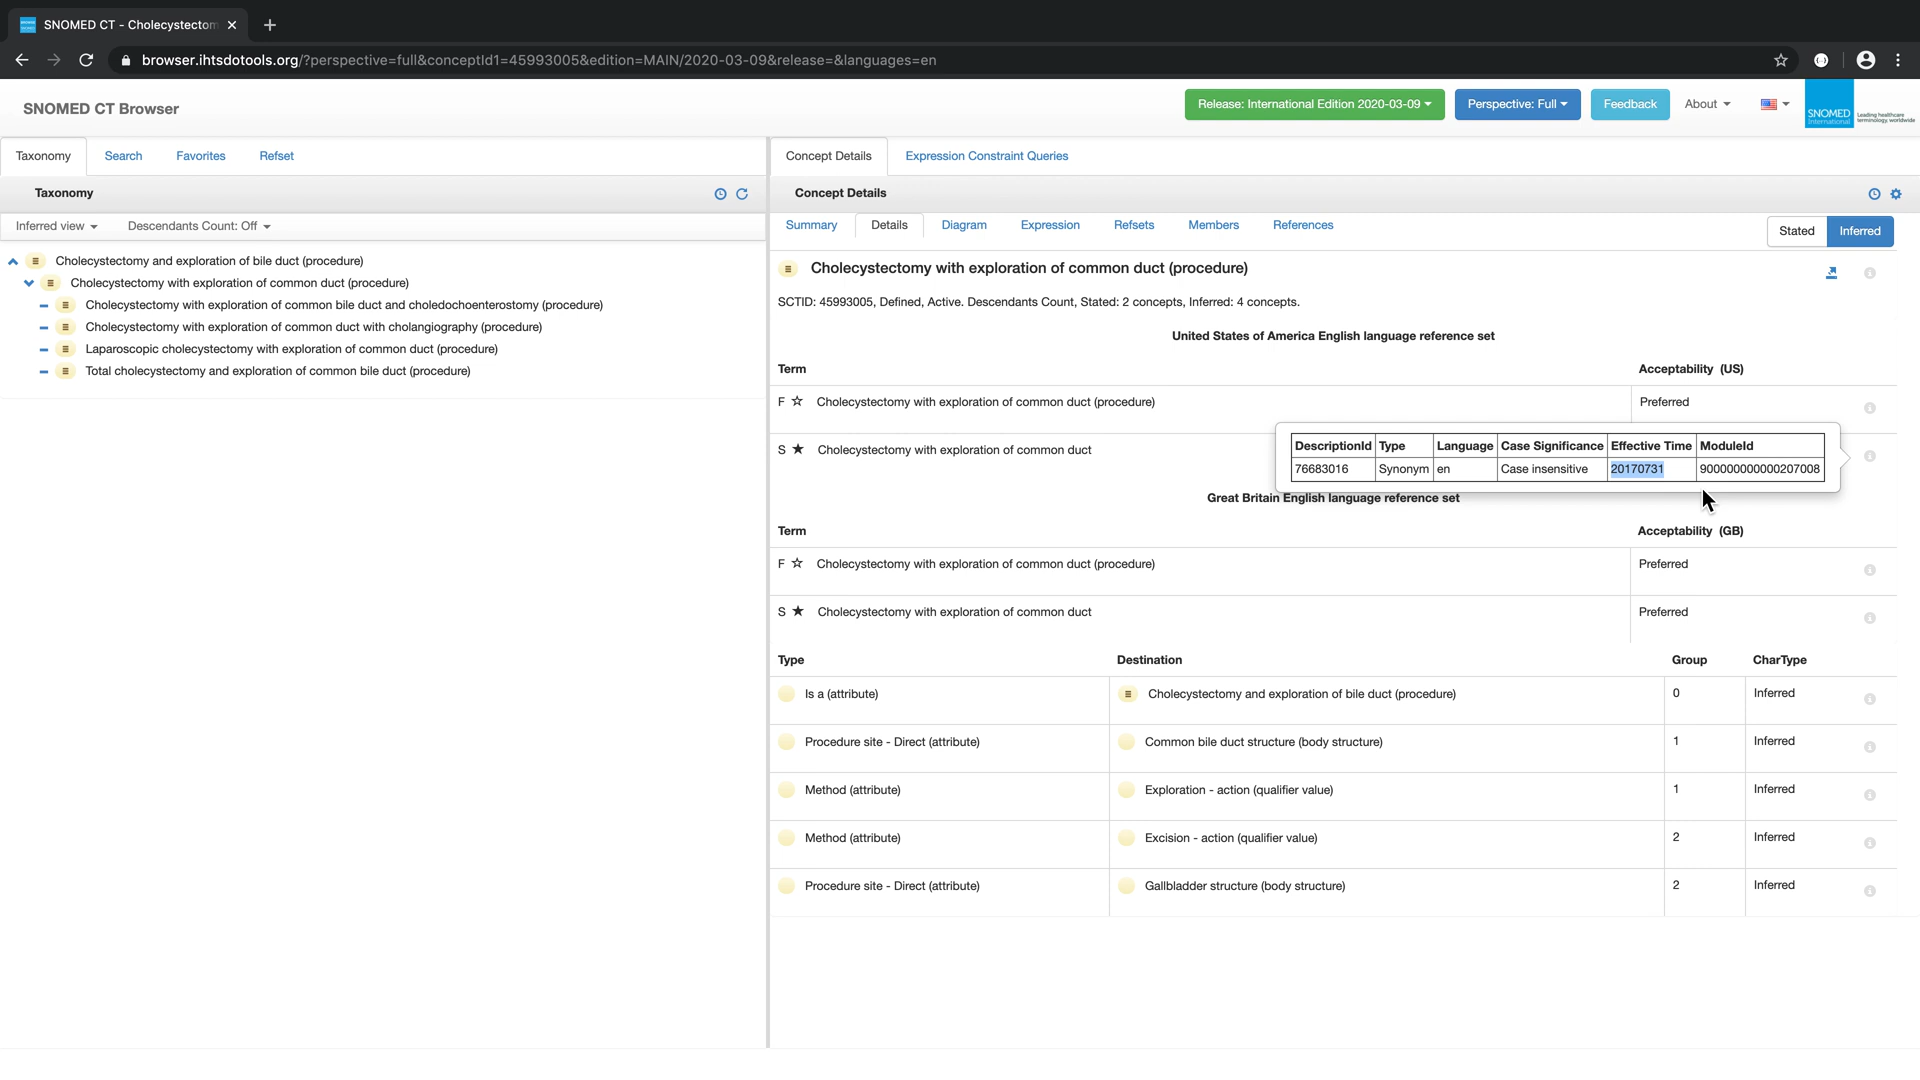 SNOMED CT - Cholecystectom
browser.ihtsdotools.org/?perspective=full&conceptId1=45993005&edition=MAIN/2020-03-09&release=&languages=en
SNOMED CT Browser
Release: International Edition 2020-03-09
Perspective: Full
Feedback
About
SNOMED
International
Leading healthcare
terminology, worldwide
Taxonomy Search Favorites Refset
Taxonomy
Inferred view Descendants Count: Off
Cholecystectomy and exploration of bile duct (procedure)
Cholecystectomy with exploration of common duct (procedure)
Cholecystectomy with exploration of common bile duct and choledochoenterostomy (procedure)
Cholecystectomy with exploration of common duct with cholangiography (procedure)
Laparoscopic cholecystectomy with exploration of common duct (procedure)
Total cholecystectomy and exploration of common bile duct (procedure)
Concept Details Expression Constraint Queries
Concept Details
Summary Details Diagram Expression Refsets Members References
Stated Inferred
Cholecystectomy with exploration of common duct (procedure)
SCTID: 45993005, Defined, Active. Descendants Count, Stated: 2 concepts, Inferred: 4 concepts.
United States of America English language reference set
Term Acceptability (US)
F ☆ Cholecystectomy with exploration of common duct (procedure) Preferred
S ★ Cholecystectomy with exploration of common duct
DescriptionId Type Language Case Significance Effective Time ModuleId
76683016 Synonym en Case insensitive 20170731 900000000000207008
Great Britain English language reference set
Term Acceptability (GB)
F ☆ Cholecystectomy with exploration of common duct (procedure) Preferred
S ★ Cholecystectomy with exploration of common duct Preferred
Type Destination Group CharType
Is a (attribute) Cholecystectomy and exploration of bile duct (procedure) 0 Inferred
Procedure site - Direct (attribute) Common bile duct structure (body structure) 1 Inferred
Method (attribute) Exploration - action (qualifier value) 1 Inferred
Method (attribute) Excision - action (qualifier value) 2 Inferred
Procedure site - Direct (attribute) Gallbladder structure (body structure) 2 Inferred